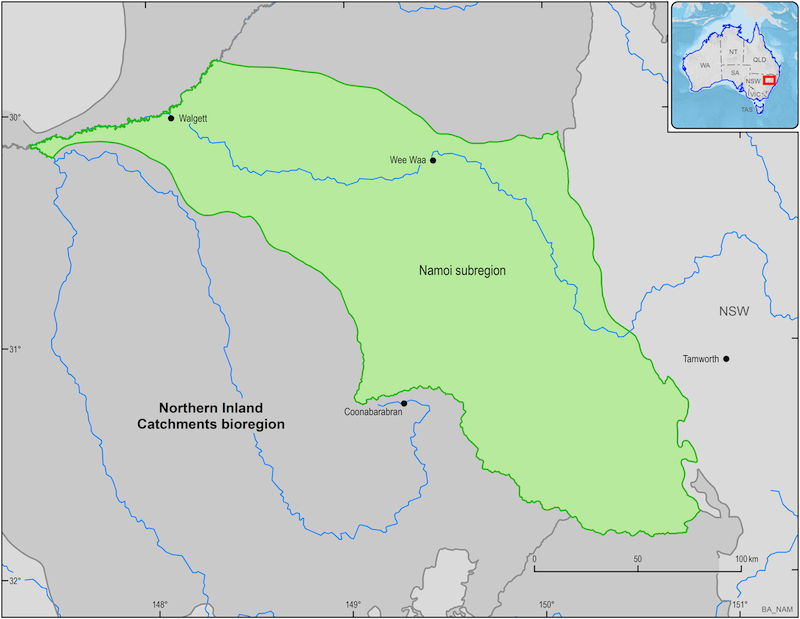 WA
NT
QLD
SA
NSW
VIC
TAS
30°
Walgett
Wee Waa
Namoi subregion
NSW
31°
Tamworth
Northern Inland
Catchments bioregion
Coonabarabran
0 50 100 km
32°
148° 149° 150° 151°
BA_NAM